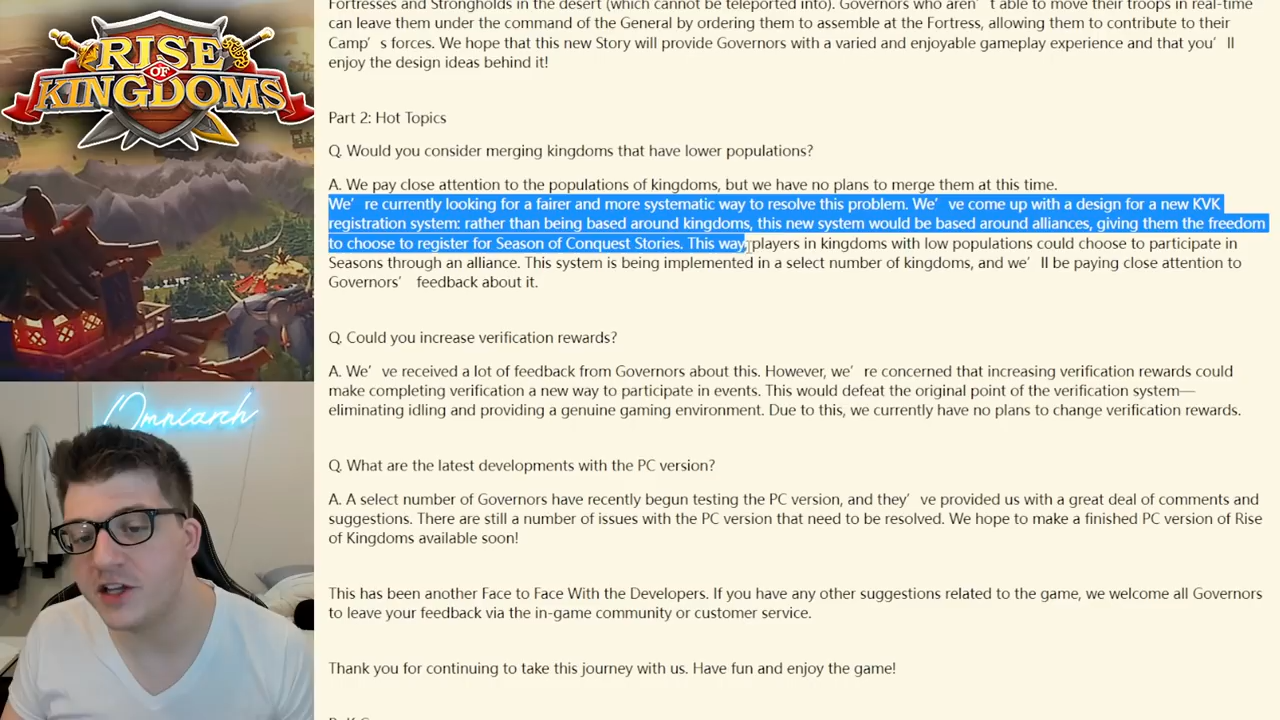 Fortresses and Strongholds in the desert (which cannot be teleported into). Governors who aren’t able to move their troops in real-time
can leave them under the command of the General by ordering them to assemble at the Fortress, allowing them to contribute to their
Camp’s forces. We hope that this new Story will provide Governors with a varied and enjoyable gameplay experience and that you’ll
enjoy the design ideas behind it!
RISE
OF
KINGDOMS
Part 2: Hot Topics
Q. Would you consider merging kingdoms that have lower populations?
A. We pay close attention to the populations of kingdoms, but we have no plans to merge them at this time.
We’re currently looking for a fairer and more systematic way to resolve this problem. We’ve come up with a design for a new KVK
registration system: rather than being based around kingdoms, this new system would be based around alliances, giving them the freedom
to choose to register for Season of Conquest Stories. This way players in kingdoms with low populations could choose to participate in
Seasons through an alliance. This system is being implemented in a select number of kingdoms, and we’ll be paying close attention to
Governors’ feedback about it.
Q. Could you increase verification rewards?
A. We’ve received a lot of feedback from Governors about this. However, we’re concerned that increasing verification rewards could
make completing verification a new way to participate in events. This would defeat the original point of the verification system—
eliminating idling and providing a genuine gaming environment. Due to this, we currently have no plans to change verification rewards.
Omniarch
Q. What are the latest developments with the PC version?
A. A select number of Governors have recently begun testing the PC version, and they’ve provided us with a great deal of comments and
suggestions. There are still a number of issues with the PC version that need to be resolved. We hope to make a finished PC version of Rise
of Kingdoms available soon!
This has been another Face to Face With the Developers. If you have any other suggestions related to the game, we welcome all Governors
to leave your feedback via the in-game community or customer service.
Thank you for continuing to take this journey with us. Have fun and enjoy the game!